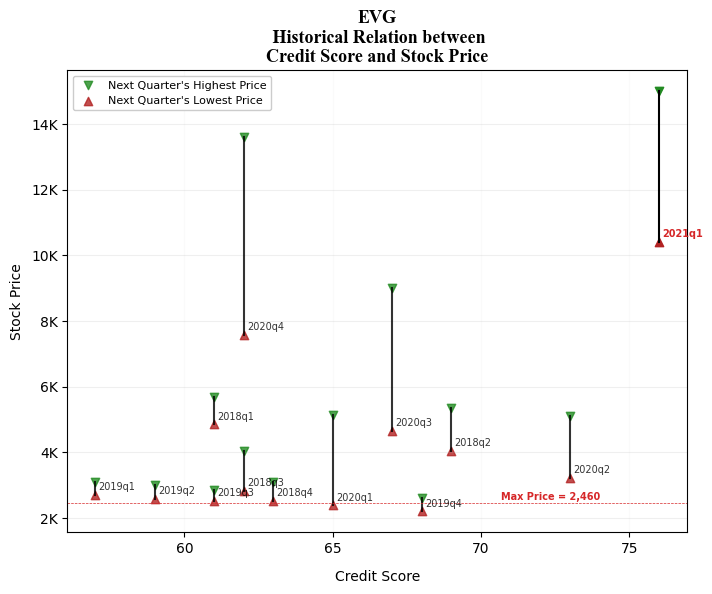 EVG
Historical Relation between
Credit Score and Stock Price
Next Quarter's Highest Price
Next Quarter's Lowest Price
14K
12K
10K
8K
6K
4K
2K
Stock Price
2021q1
2020q4
2018q1
2020q3
2018q2
2020q2
2019q1
2019q2
2019q3
2018q3
2018q4
2020q1
2019q4
Max Price = 2,460
60
65
70
75
Credit Score